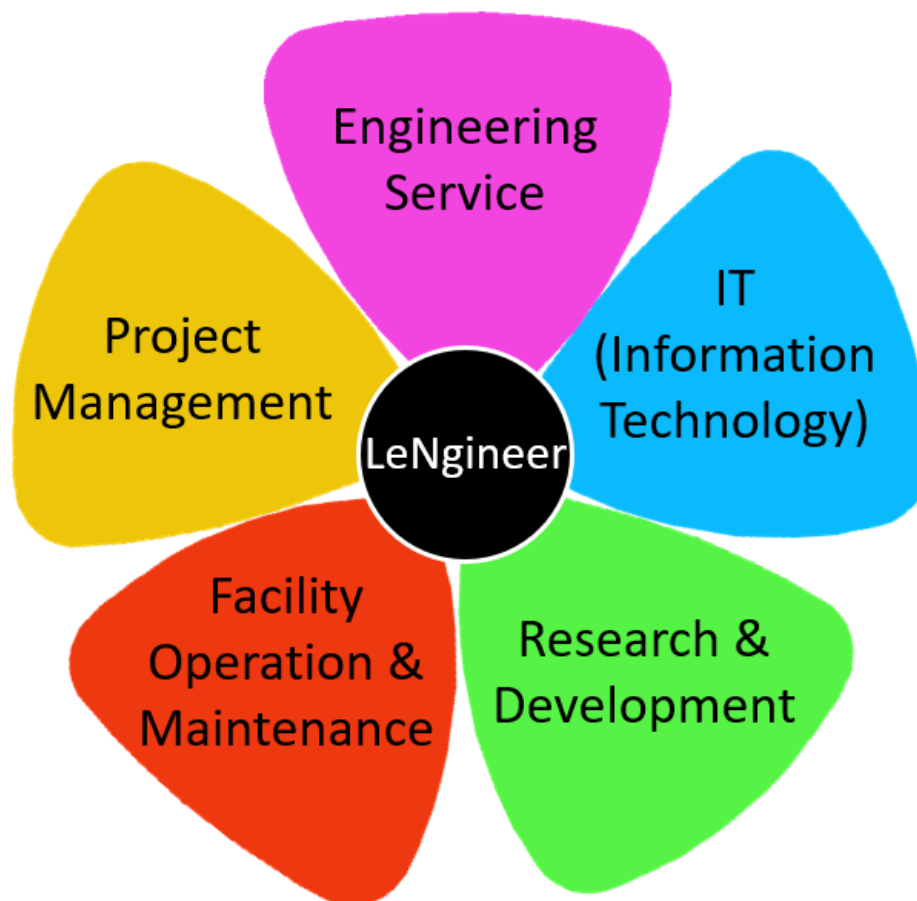 Engineering
Service
IT
(Information
Technology)
Project
Management
LeNgineer
Facility
Operation &
Maintenance
Research &
Development